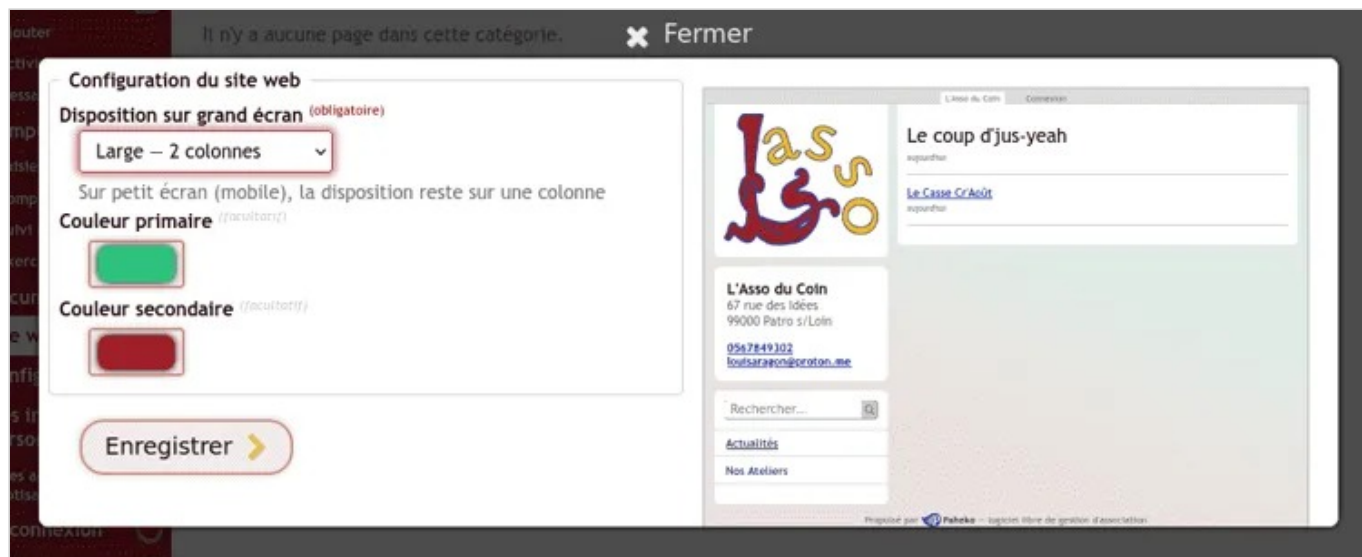 outer
Il n'y a aucune page dans cette catégorie.
✖ Fermer
Configuration du site web
Disposition sur grand écran (obligatoire)
Large — 2 colonnes
Sur petit écran (mobile), la disposition reste sur une colonne
Couleur primaire (facultatif)
Couleur secondaire (facultatif)
Enregistrer
connexion
L'Asso du Coin Connexion
lasso
Le coup d'jus-yeah
aujourd'hui
Le Casse Cr'Août
aujourd'hui
L'Asso du Coin
67 rue des Idées
99000 Patro s/Loin
0567849302
louisaragon@proton.me
Rechercher...
Actualités
Nos Ateliers
Propulsé par Paheko — logiciel libre de gestion d'association